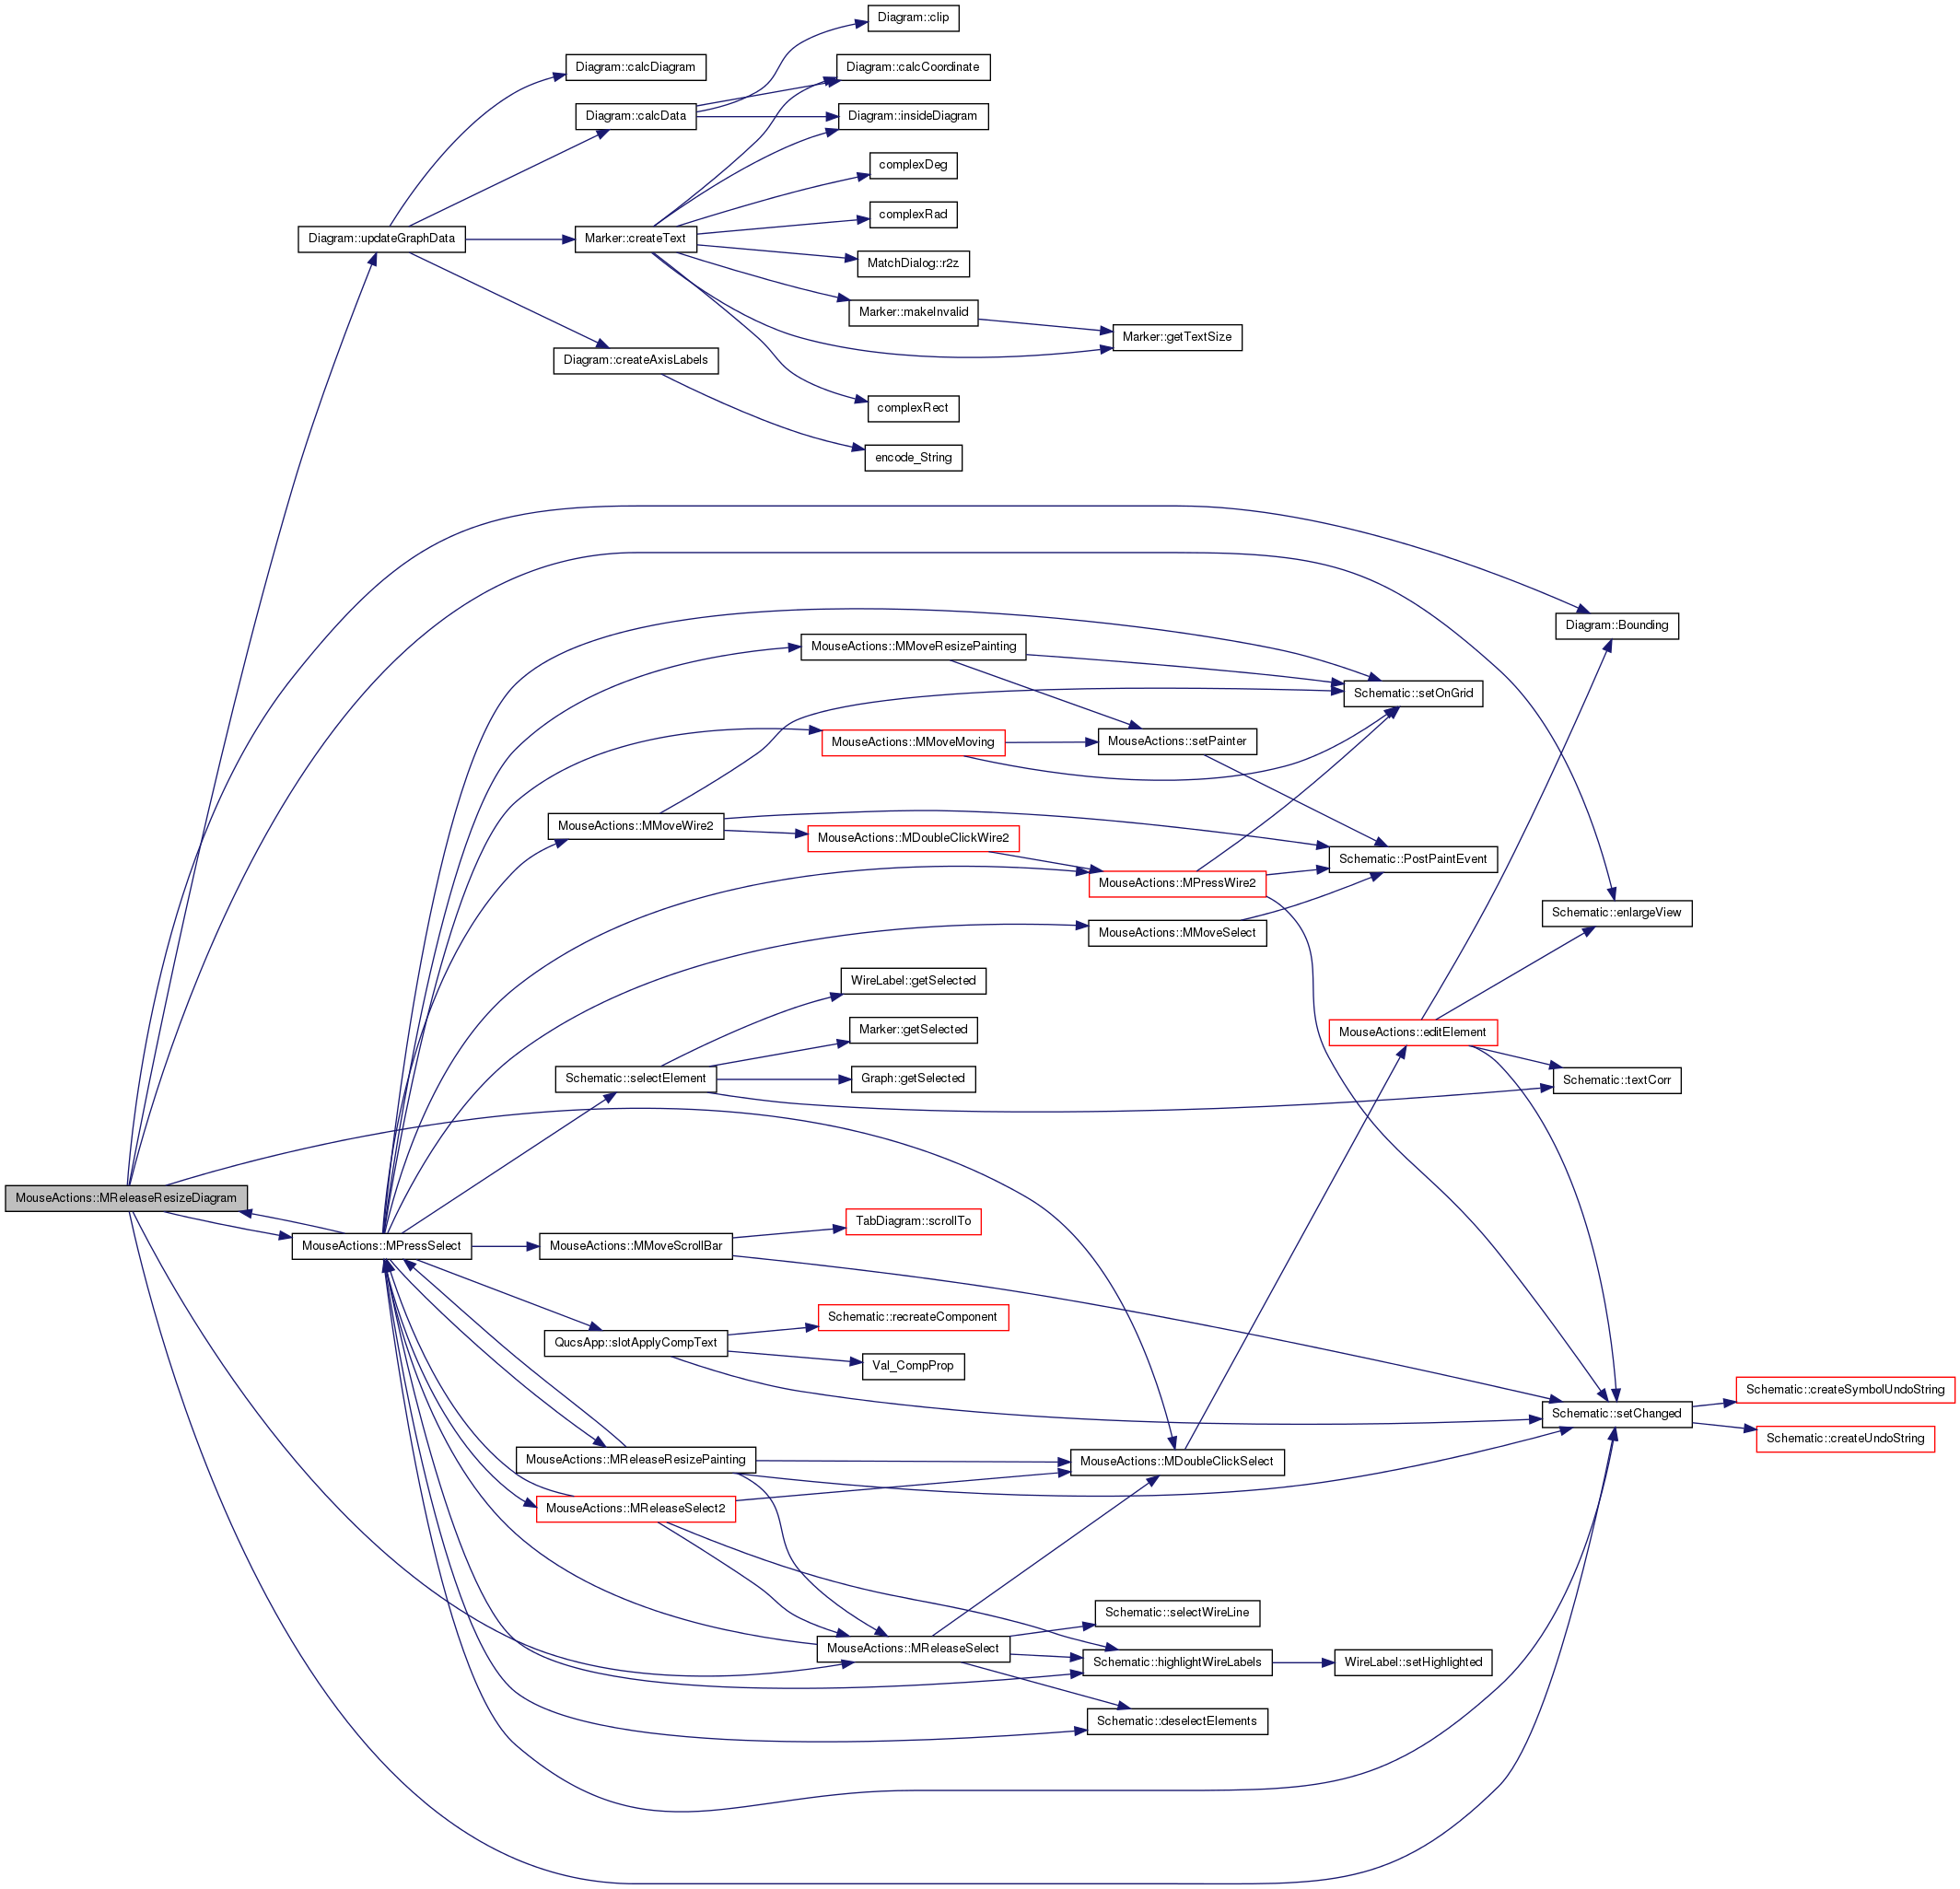 Diagram::clip
Diagram::calcDiagram
Diagram::calcCoordinate
Diagram::calcData
Diagram::insideDiagram
complexDeg
complexRad
Diagram::updateGraphData
Marker::createText
MatchDialog::r2z
Marker::makeInvalid
Marker::getTextSize
Diagram::createAxisLabels
complexRect
encode_String
Diagram::Bounding
MouseActions::MMoveResizePainting
Schematic::setOnGrid
MouseActions::MMoveMoving
MouseActions::setPainter
MouseActions::MMoveWire2
MouseActions::MDoubleClickWire2
Schematic::PostPaintEvent
MouseActions::MPressWire2
Schematic::enlargeView
MouseActions::MMoveSelect
WireLabel::getSelected
Marker::getSelected
MouseActions::editElement
Schematic::selectElement
Graph::getSelected
Schematic::textCorr
MouseActions::MReleaseResizeDiagram
TabDiagram::scrollTo
MouseActions::MPressSelect
MouseActions::MMoveScrollBar
Schematic::recreateComponent
QucsApp::slotApplyCompText
Val_CompProp
Schematic::createSymbolUndoString
Schematic::setChanged
Schematic::createUndoString
MouseActions::MReleaseResizePainting
MouseActions::MDoubleClickSelect
MouseActions::MReleaseSelect2
Schematic::selectWireLine
MouseActions::MReleaseSelect
Schematic::highlightWireLabels
WireLabel::setHighlighted
Schematic::deselectElements